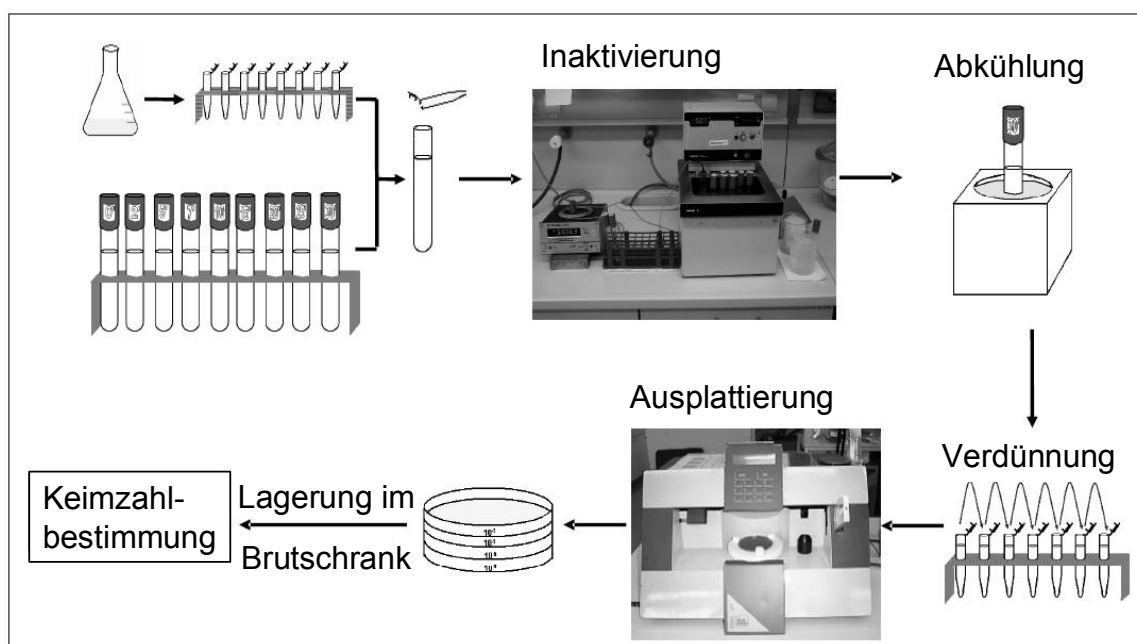 Inaktivierung
Abkühlung
Ausplattierung
Verdünnung
Keimzahl-
bestimmung
Lagerung im
Brutschrank